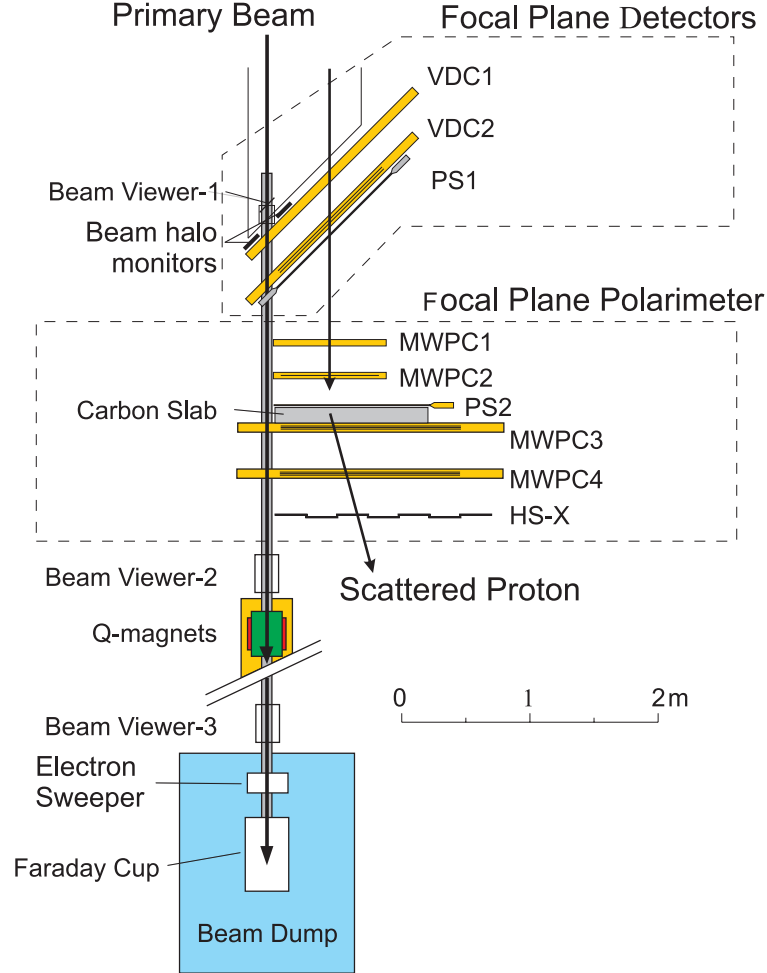 Primary Beam
Focal Plane Detectors
VDC1
VDC2
PS1
Beam Viewer-1
Beam halo
monitors
Focal Plane Polarimeter
MWPC1
MWPC2
PS2
Carbon Slab
MWPC3
MWPC4
HS-X
Beam Viewer-2
Scattered Proton
Q-magnets
0 1 2m
Beam Viewer-3
Electron
Sweeper
Faraday Cup
Beam Dump